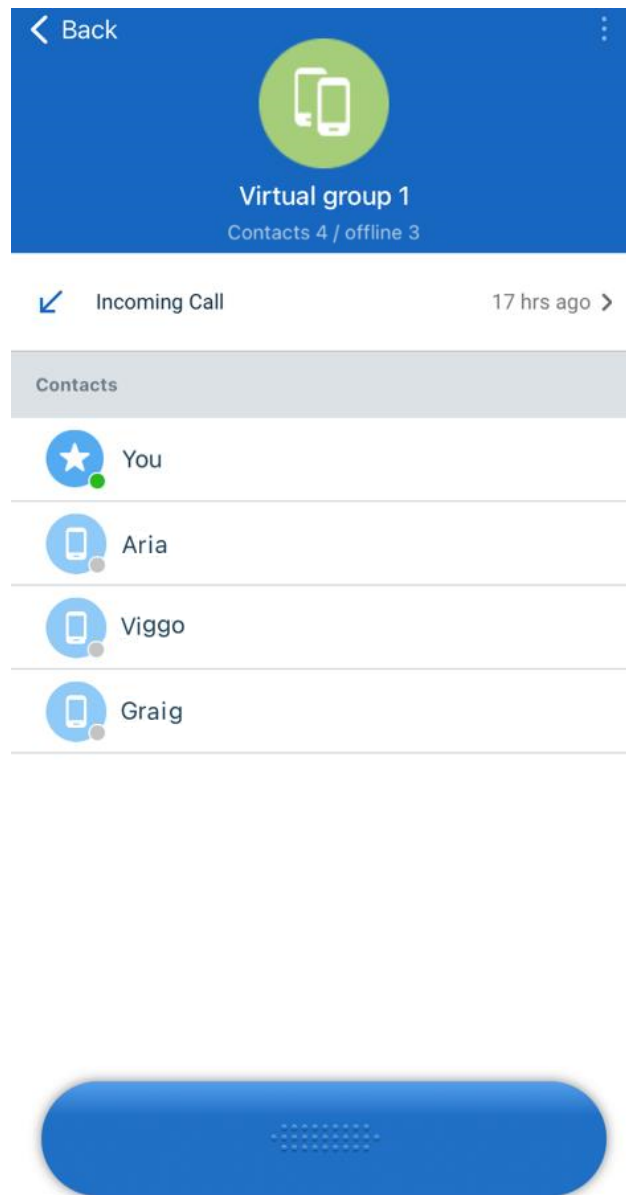 Back
Virtual group 1
Contacts 4 / offline 3
Incoming Call 17 hrs ago
Contacts
You
Aria
Viggo
Graig